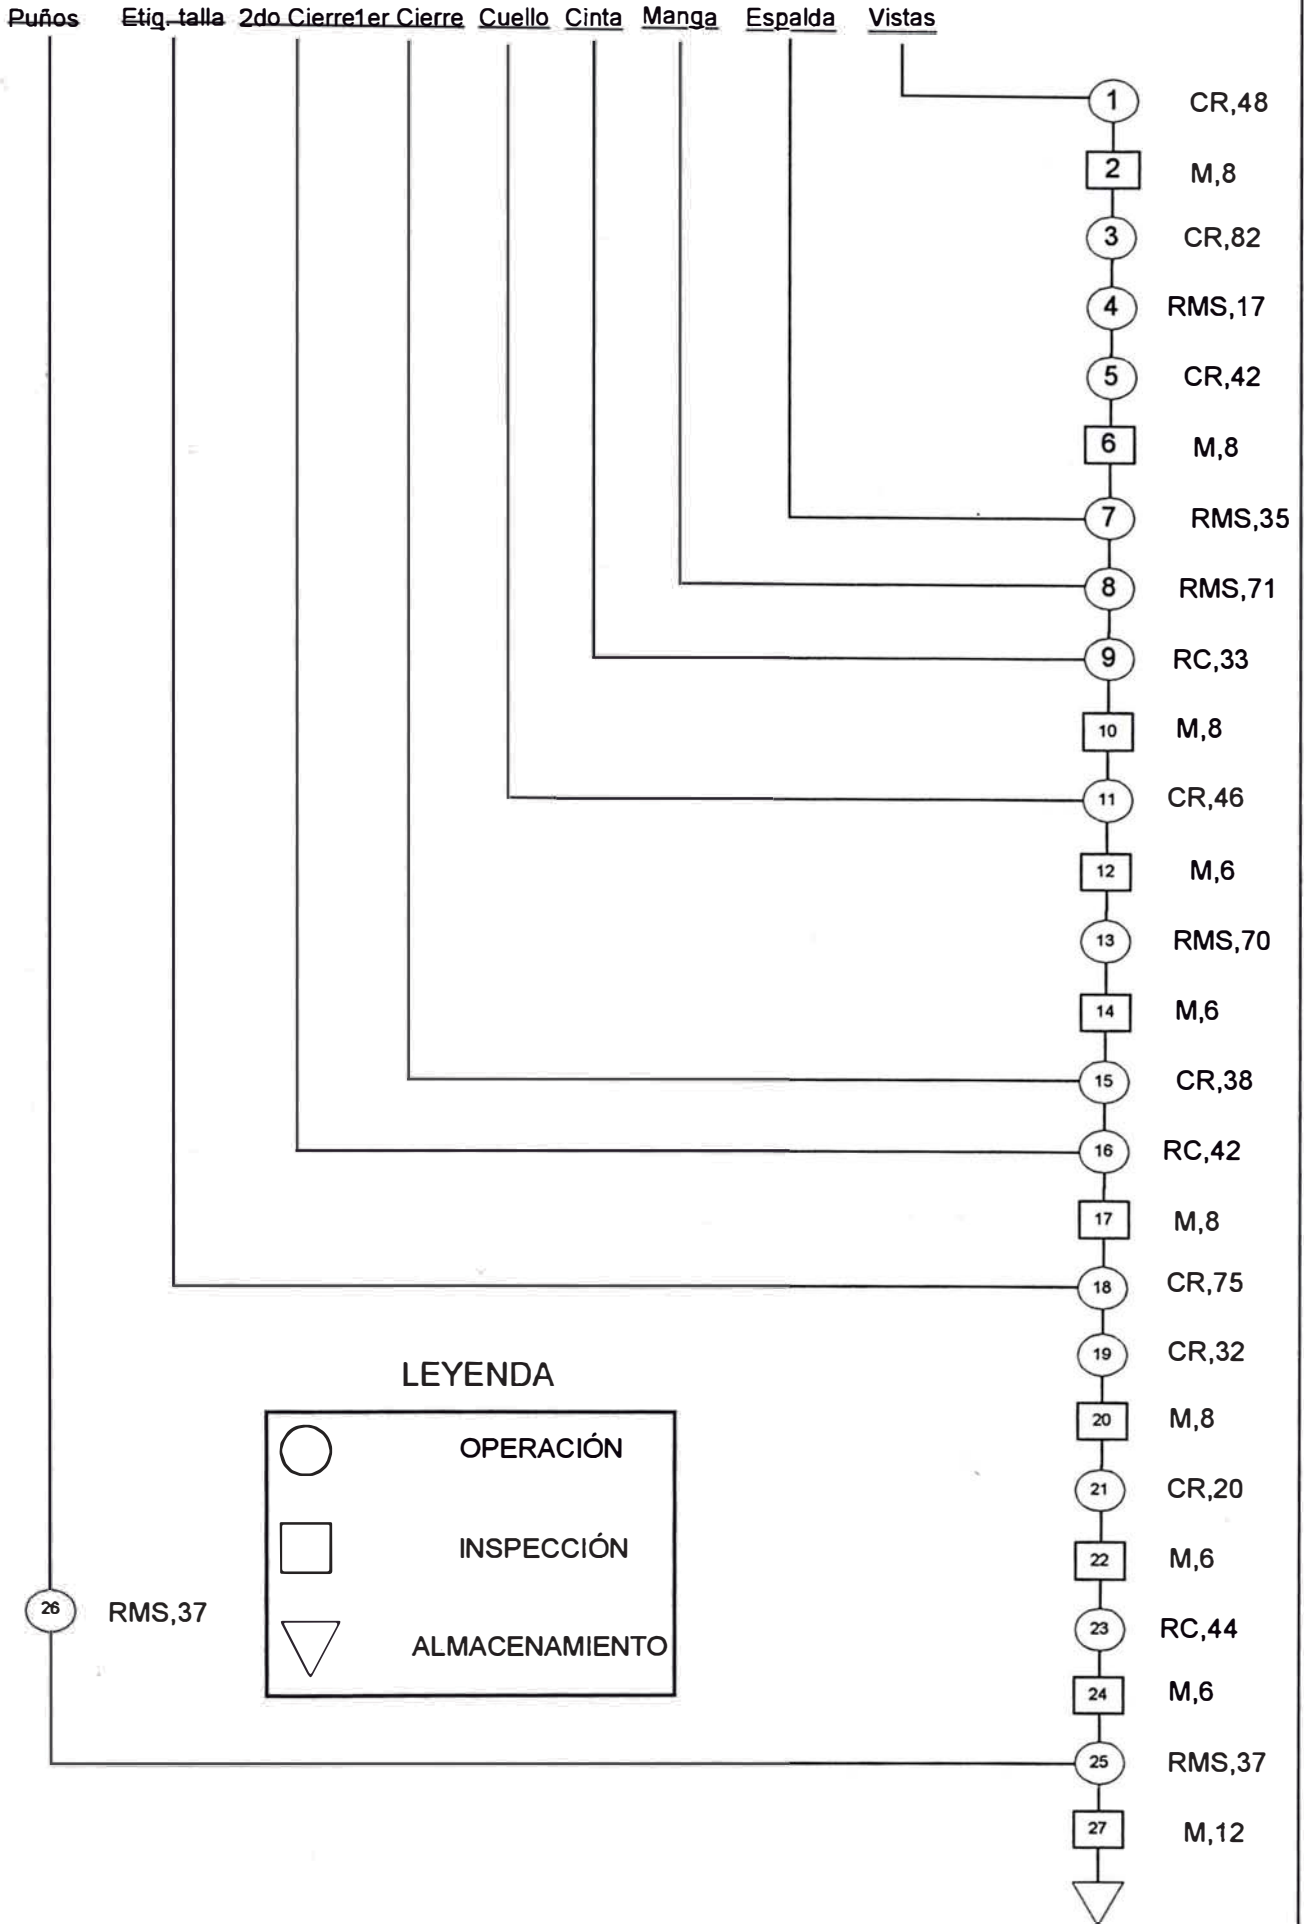 Puños Etiq. talla 2do Cierre 1er Cierre Cuello Cinta Manga Espalda Vistas
1 CR,48
2 M,8
3 CR,82
4 RMS,17
5 CR,42
6 M,8
7 RMS,35
8 RMS,71
9 RC,33
10 M,8
11 CR,46
12 M,6
13 RMS,70
14 M,6
15 CR,38
16 RC,42
17 M,8
18 CR,75
19 CR,32
20 M,8
21 CR,20
22 M,6
23 RC,44
24 M,6
25 RMS,37
27 M,12
26 RMS,37
LEYENDA
OPERACIÓN
INSPECCIÓN
ALMACENAMIENTO